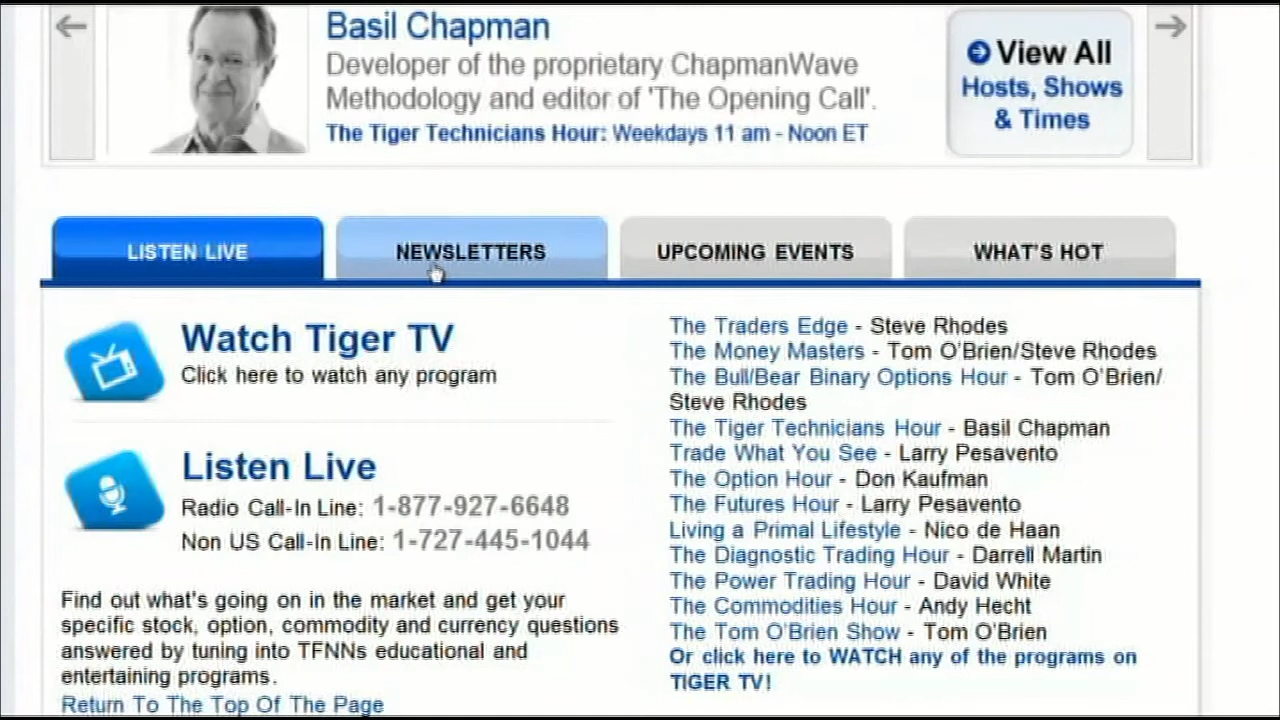 Basil Chapman
Developer of the proprietary ChapmanWave
Methodology and editor of 'The Opening Call'.
The Tiger Technicians Hour: Weekdays 11 am - Noon ET
View All
Hosts, Shows
& Times
LISTEN LIVE
NEWSLETTERS
UPCOMING EVENTS
WHAT'S HOT
Watch Tiger TV
Click here to watch any program
Listen Live
Radio Call-In Line: 1-877-927-6648
Non US Call-In Line: 1-727-445-1044
Find out what's going on in the market and get your
specific stock, option, commodity and currency questions
answered by tuning into TFNNs educational and
entertaining programs.
Return To The Top Of The Page
The Traders Edge - Steve Rhodes
The Money Masters - Tom O'Brien/Steve Rhodes
The Bull/Bear Binary Options Hour - Tom O'Brien/
Steve Rhodes
The Tiger Technicians Hour - Basil Chapman
Trade What You See - Larry Pesavento
The Option Hour - Don Kaufman
The Futures Hour - Larry Pesavento
Living a Primal Lifestyle - Nico de Haan
The Diagnostic Trading Hour - Darrell Martin
The Power Trading Hour - David White
The Commodities Hour - Andy Hecht
The Tom O'Brien Show - Tom O'Brien
Or click here to WATCH any of the programs on
TIGER TV!